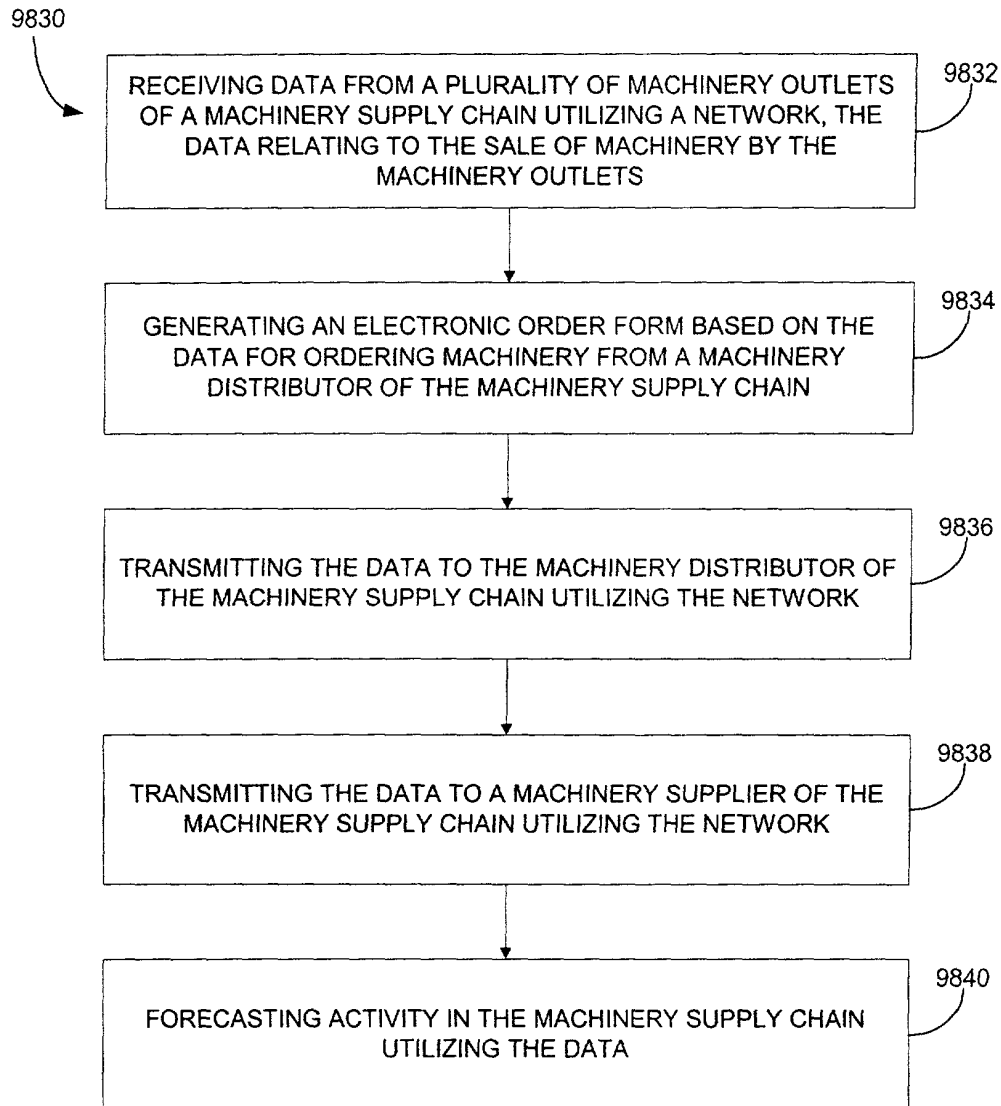 9830
RECEIVING DATA FROM A PLURALITY OF MACHINERY OUTLETS
OF A MACHINERY SUPPLY CHAIN UTILIZING A NETWORK, THE
DATA RELATING TO THE SALE OF MACHINERY BY THE
MACHINERY OUTLETS
9832
GENERATING AN ELECTRONIC ORDER FORM BASED ON THE
DATA FOR ORDERING MACHINERY FROM A MACHINERY
DISTRIBUTOR OF THE MACHINERY SUPPLY CHAIN
9834
TRANSMITTING THE DATA TO THE MACHINERY DISTRIBUTOR OF
THE MACHINERY SUPPLY CHAIN UTILIZING THE NETWORK
9836
TRANSMITTING THE DATA TO A MACHINERY SUPPLIER OF THE
MACHINERY SUPPLY CHAIN UTILIZING THE NETWORK
9838
FORECASTING ACTIVITY IN THE MACHINERY SUPPLY CHAIN
UTILIZING THE DATA
9840